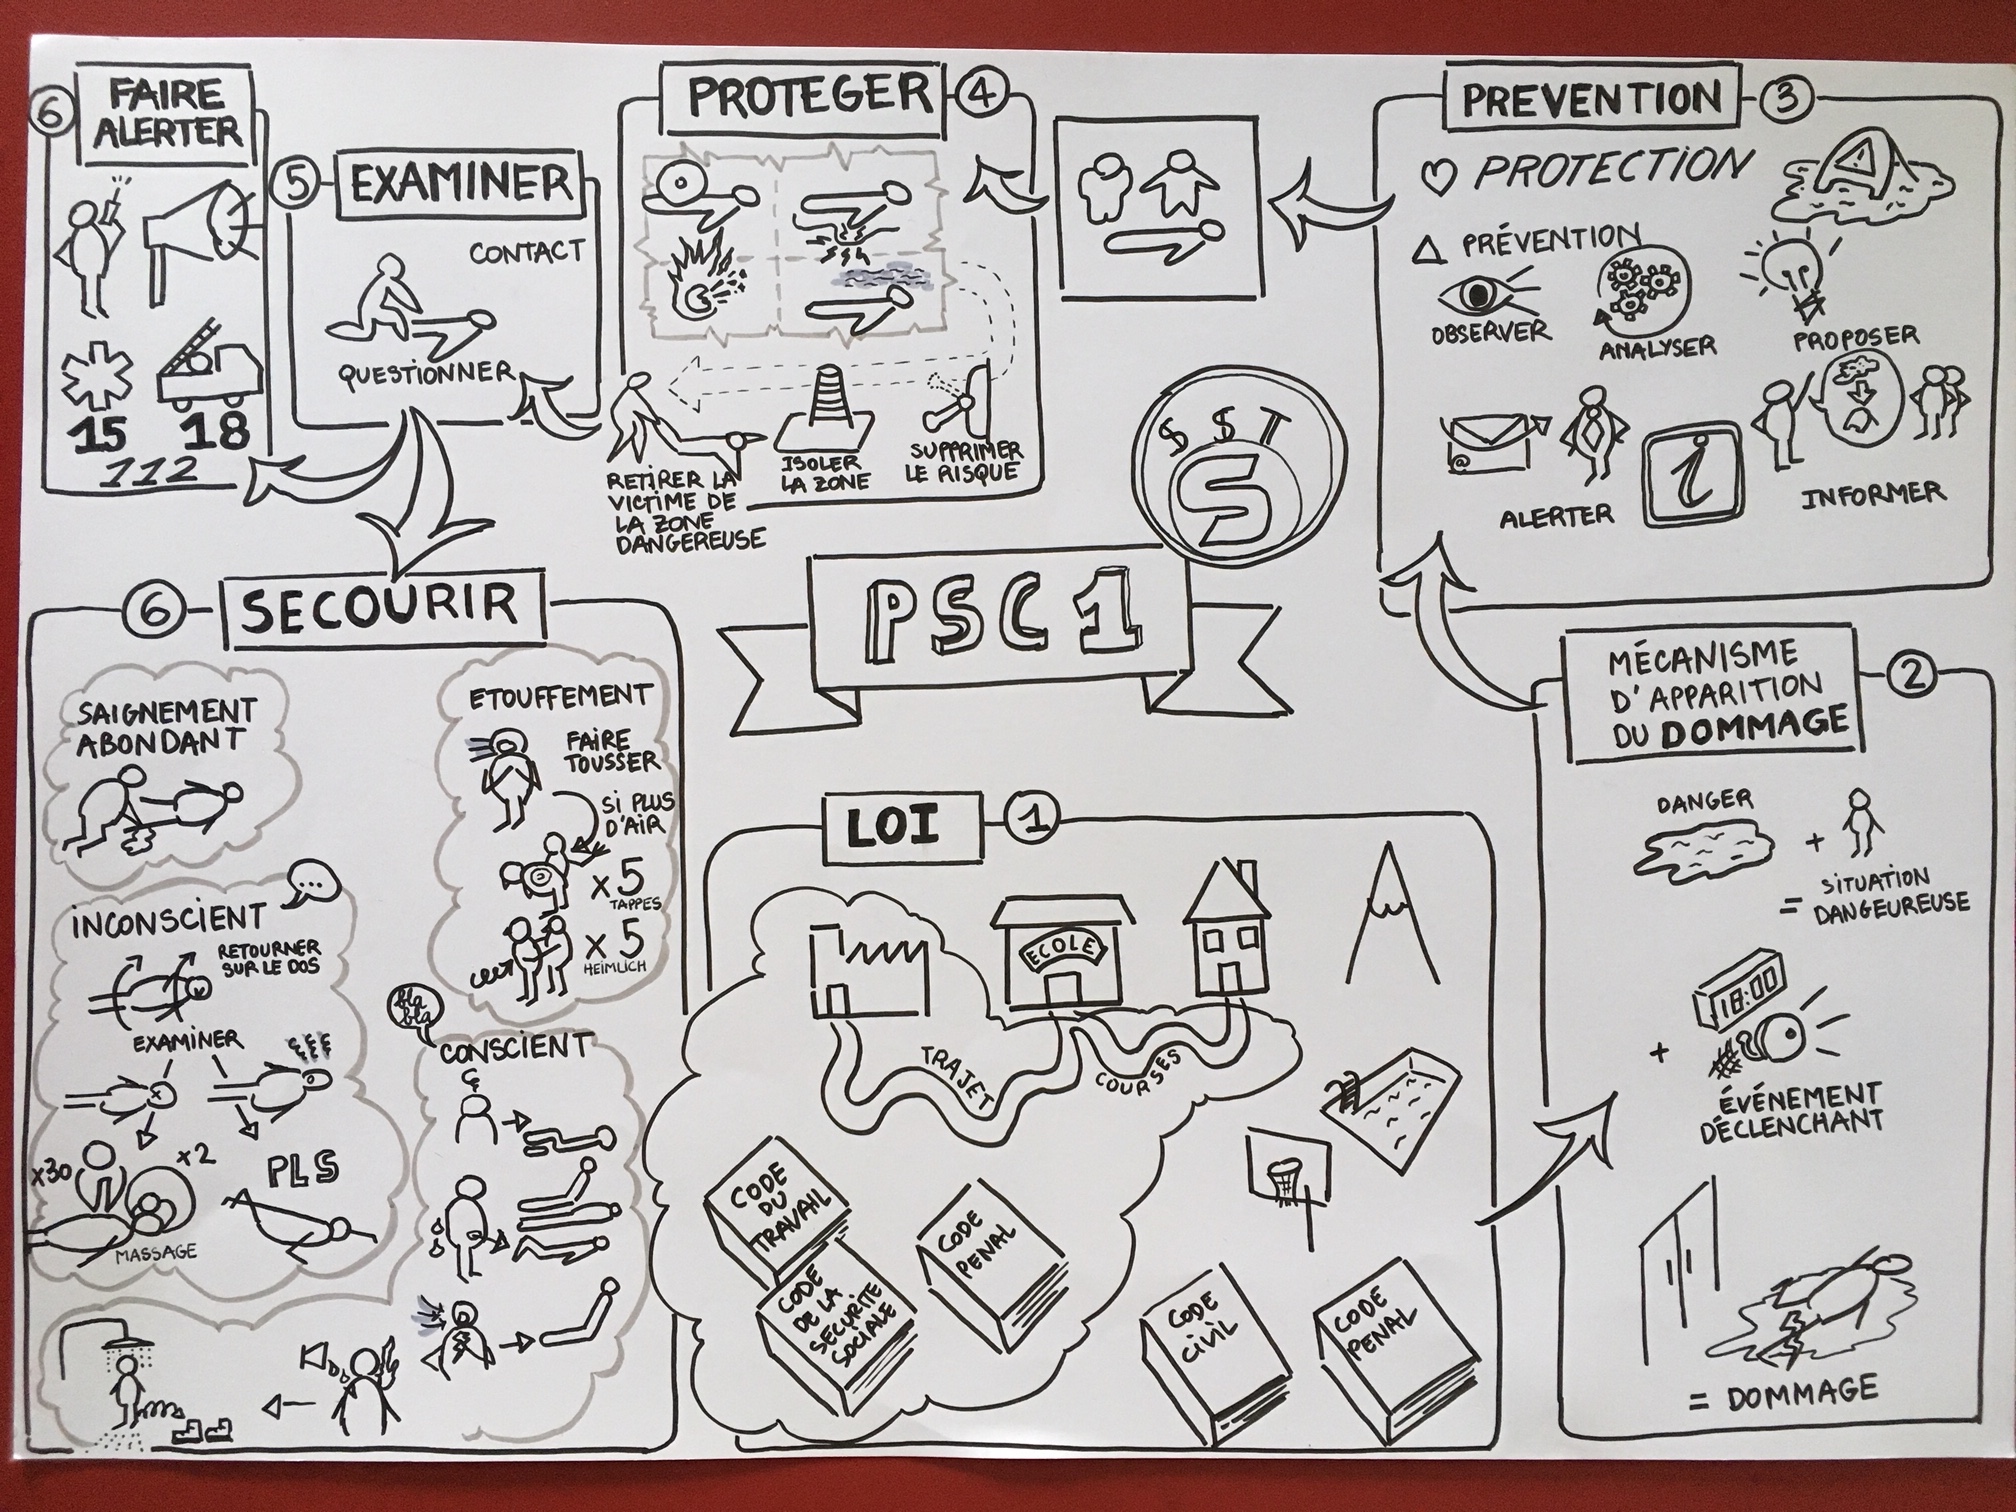 6
FAIRE
ALERTER
15
18
112
5
EXAMINER
CONTACT
QUESTIONNER
PROTEGER
4
RETIRER LA
VICTIME DE
LA ZONE
DANGEREUSE
ISOLER
LA ZONE
SUPPRIMER
LE RISQUE
PREVENTION
3
PROTECTION
PRÉVENTION
OBSERVER
ANALYSER
PROPOSER
@
ALERTER
i
INFORMER
$ $ T
S
PSC 1
MÉCANISME
D'APPARITION
DU DOMMAGE
2
DANGER
+
= SITUATION
DANGEUREUSE
18:00
+
ÉVÉNEMENT
DÉCLENCHANT
= DOMMAGE
LOI
1
ECOLE
TRAJET
COURSES
CODE
DU
TRAVAIL
CODE
DE LA
SÉCURITE
SOCIALE
CODE
PENAL
CODE
CIVIL
CODE
PENAL
6
SECOURIR
SAIGNEMENT
ABONDANT
ETOUFFEMENT
FAIRE
TOUSSER
SI PLUS
D'AIR
x 5
TAPPES
x 5
HEIMLICH
...
INCONSCIENT
RETOURNER
SUR LE DOS
EXAMINER
x30
x2
MASSAGE
PLS
bla
bla
CONSCIENT